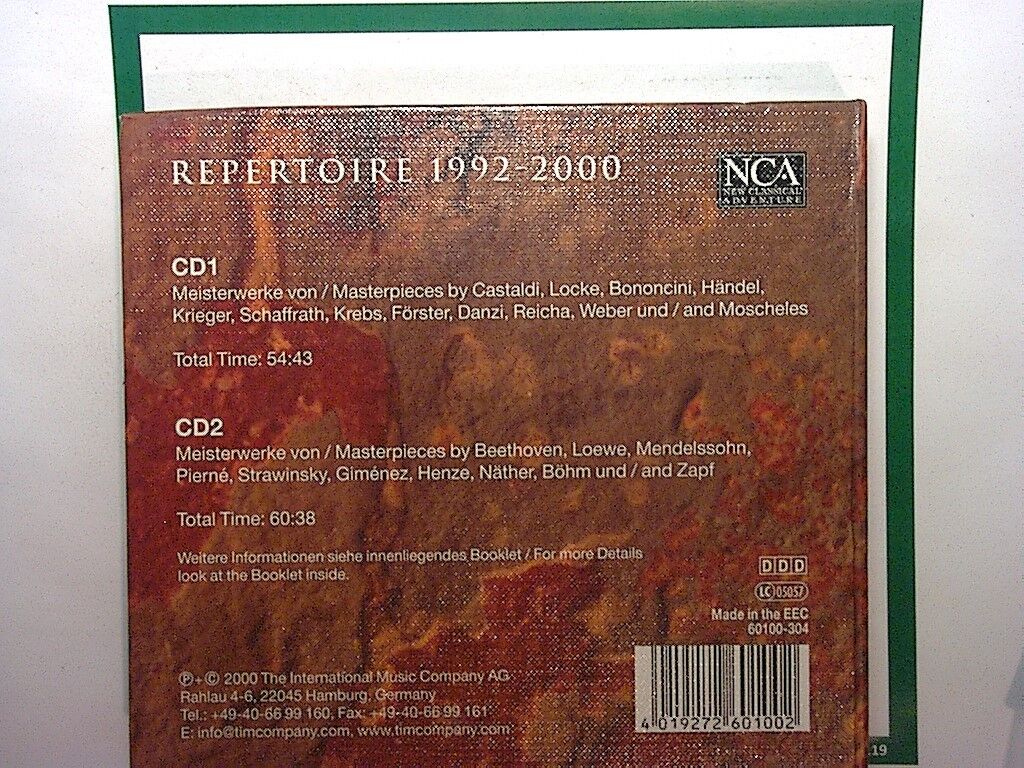 REPERTOIRE 1992-2000
NCA
NEW CLASSICAL
ADVENTURE
CD1
Meisterwerke von / Masterpieces by Castaldi, Locke, Bononcini, Händel,
Krieger, Schaffrath, Krebs, Förster, Danzi, Reicha, Weber und / and Moscheles
Total Time: 54:43
CD2
Meisterwerke von / Masterpieces by Beethoven, Loewe, Mendelssohn,
Pierné, Strawinsky, Giménez, Henze, Näther, Böhm und / and Zapf
Total Time: 60:38
Weitere Informationen siehe innenliegendes Booklet / For more Details
look at the Booklet inside.
DDD
LC 05057
Made in the EEC
60100-304
℗+© 2000 The International Music Company AG
Rahlau 4-6, 22045 Hamburg, Germany
Tel.: +49-40-66 99 160, Fax: +49-40-66 99 161
E: info@timcompany.com, www.timcompany.com
4 019272 601002
.19